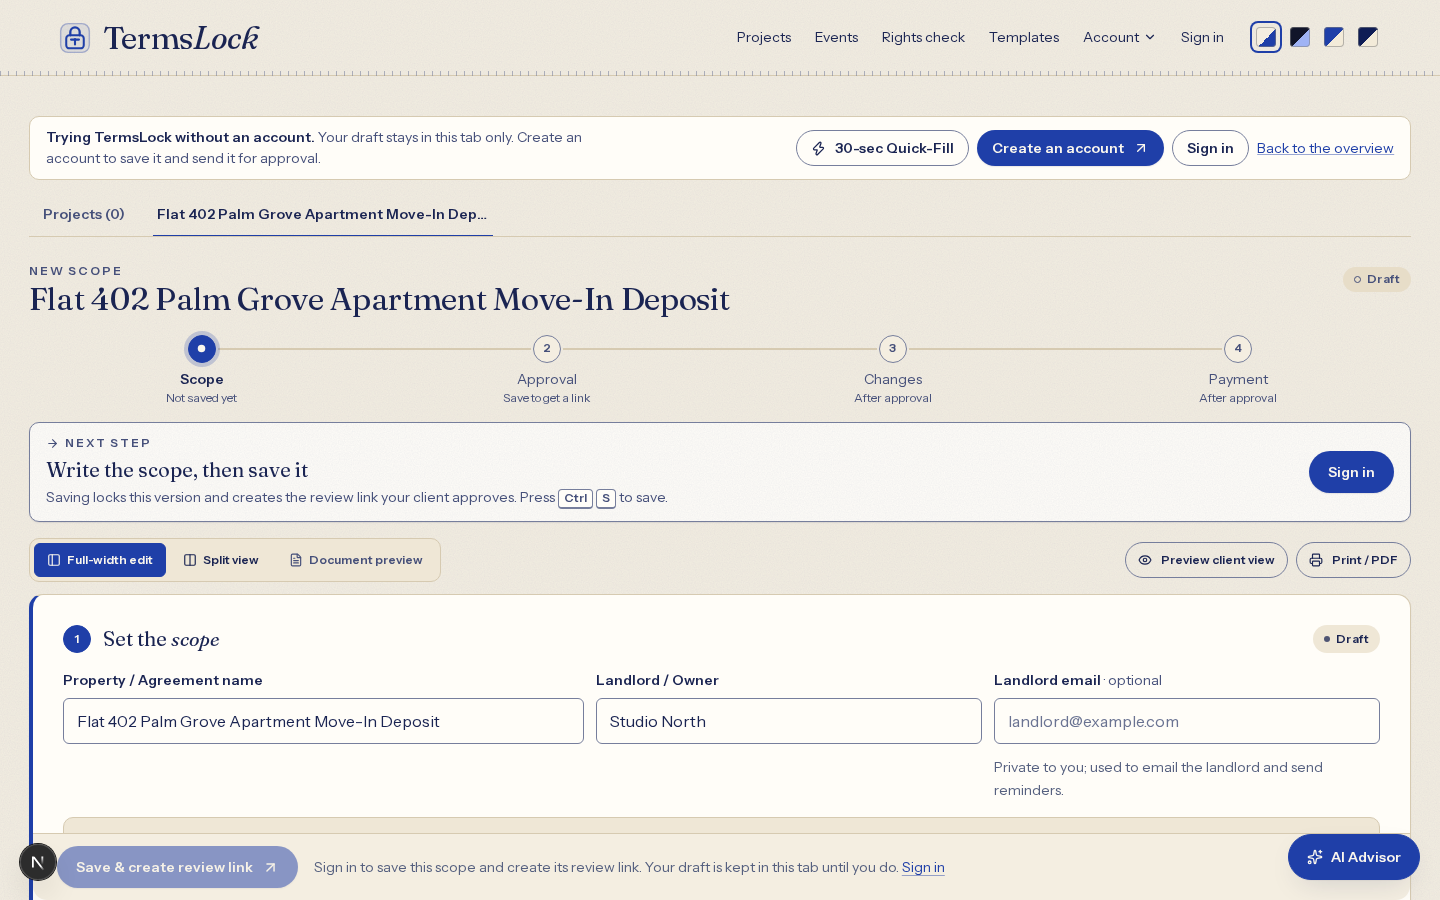 TermsLock
Projects
Events
Rights check
Templates
Account
Sign in
Trying TermsLock without an account. Your draft stays in this tab only. Create an
account to save it and send it for approval.
30-sec Quick-Fill
Create an account
Sign in
Back to the overview
Projects (0)
Flat 402 Palm Grove Apartment Move-In Dep...
NEW SCOPE
Flat 402 Palm Grove Apartment Move-In Deposit
Draft
2
3
4
Scope
Approval
Changes
Payment
Not saved yet
Save to get a link
After approval
After approval
NEXT STEP
Write the scope, then save it
Saving locks this version and creates the review link your client approves. Press Ctrl S to save.
Sign in
Full-width edit
Split view
Document preview
Preview client view
Print / PDF
1
Set the scope
Draft
Property / Agreement name
Landlord / Owner
Landlord email · optional
Flat 402 Palm Grove Apartment Move-In Deposit
Studio North
landlord@example.com
Private to you; used to email the landlord and send
reminders.
N
Save & create review link
Sign in to save this scope and create its review link. Your draft is kept in this tab until you do. Sign in
AI Advisor